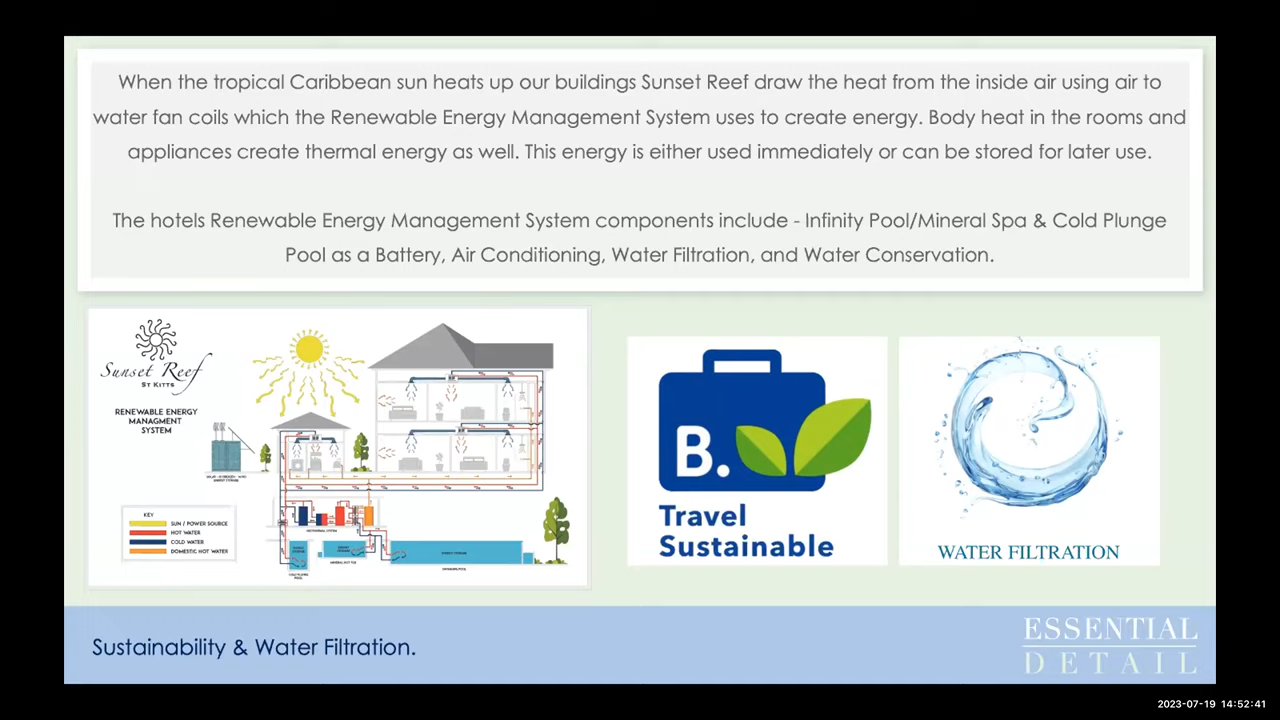 When the tropical Caribbean sun heats up our buildings Sunset Reef draw the heat from the inside air using air to
water fan coils which the Renewable Energy Management System uses to create energy. Body heat in the rooms and
appliances create thermal energy as well. This energy is either used immediately or can be stored for later use.
The hotels Renewable Energy Management System components include - Infinity Pool/Mineral Spa & Cold Plunge
Pool as a Battery, Air Conditioning, Water Filtration, and Water Conservation.
Sunset Reef
ST KITTS
RENEWABLE ENERGY
MANAGMENT
SYSTEM
KEY
SUN / POWER SOURCE
HOT WATER
COLD WATER
DOMESTIC HOT WATER
B.
Travel
Sustainable
WATER FILTRATION
Sustainability & Water Filtration.
ESSENTIAL
DETAIL
2023-07-19 14:52:41